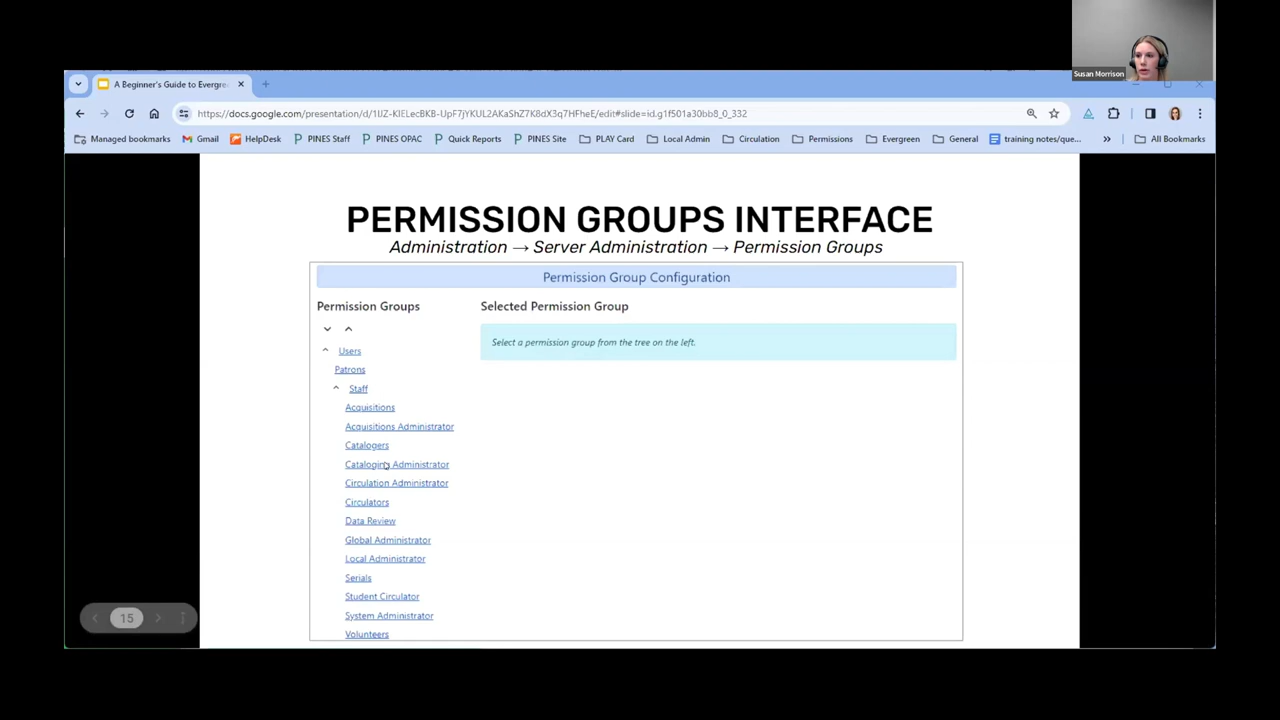 Susan Morrison
A Beginner's Guide to Evergre
https://docs.google.com/presentation/d/1IJZ-KIELecBKB-UpF7jYKUL2AKaShZ7K8dX3q7HFheE/edit#slide=id.g1f501a30bb8_0_332
Managed bookmarks Gmail HelpDesk PINES Staff PINES OPAC Quick Reports PINES Site PLAY Card Local Admin Circulation Permissions Evergreen General training notes/que... All Bookmarks
PERMISSION GROUPS INTERFACE
Administration → Server Administration → Permission Groups
Permission Group Configuration
Permission Groups
Selected Permission Group
Select a permission group from the tree on the left.
Users
Patrons
Staff
Acquisitions
Acquisitions Administrator
Catalogers
Cataloging Administrator
Circulation Administrator
Circulators
Data Review
Global Administrator
Local Administrator
Serials
Student Circulator
System Administrator
Volunteers
15